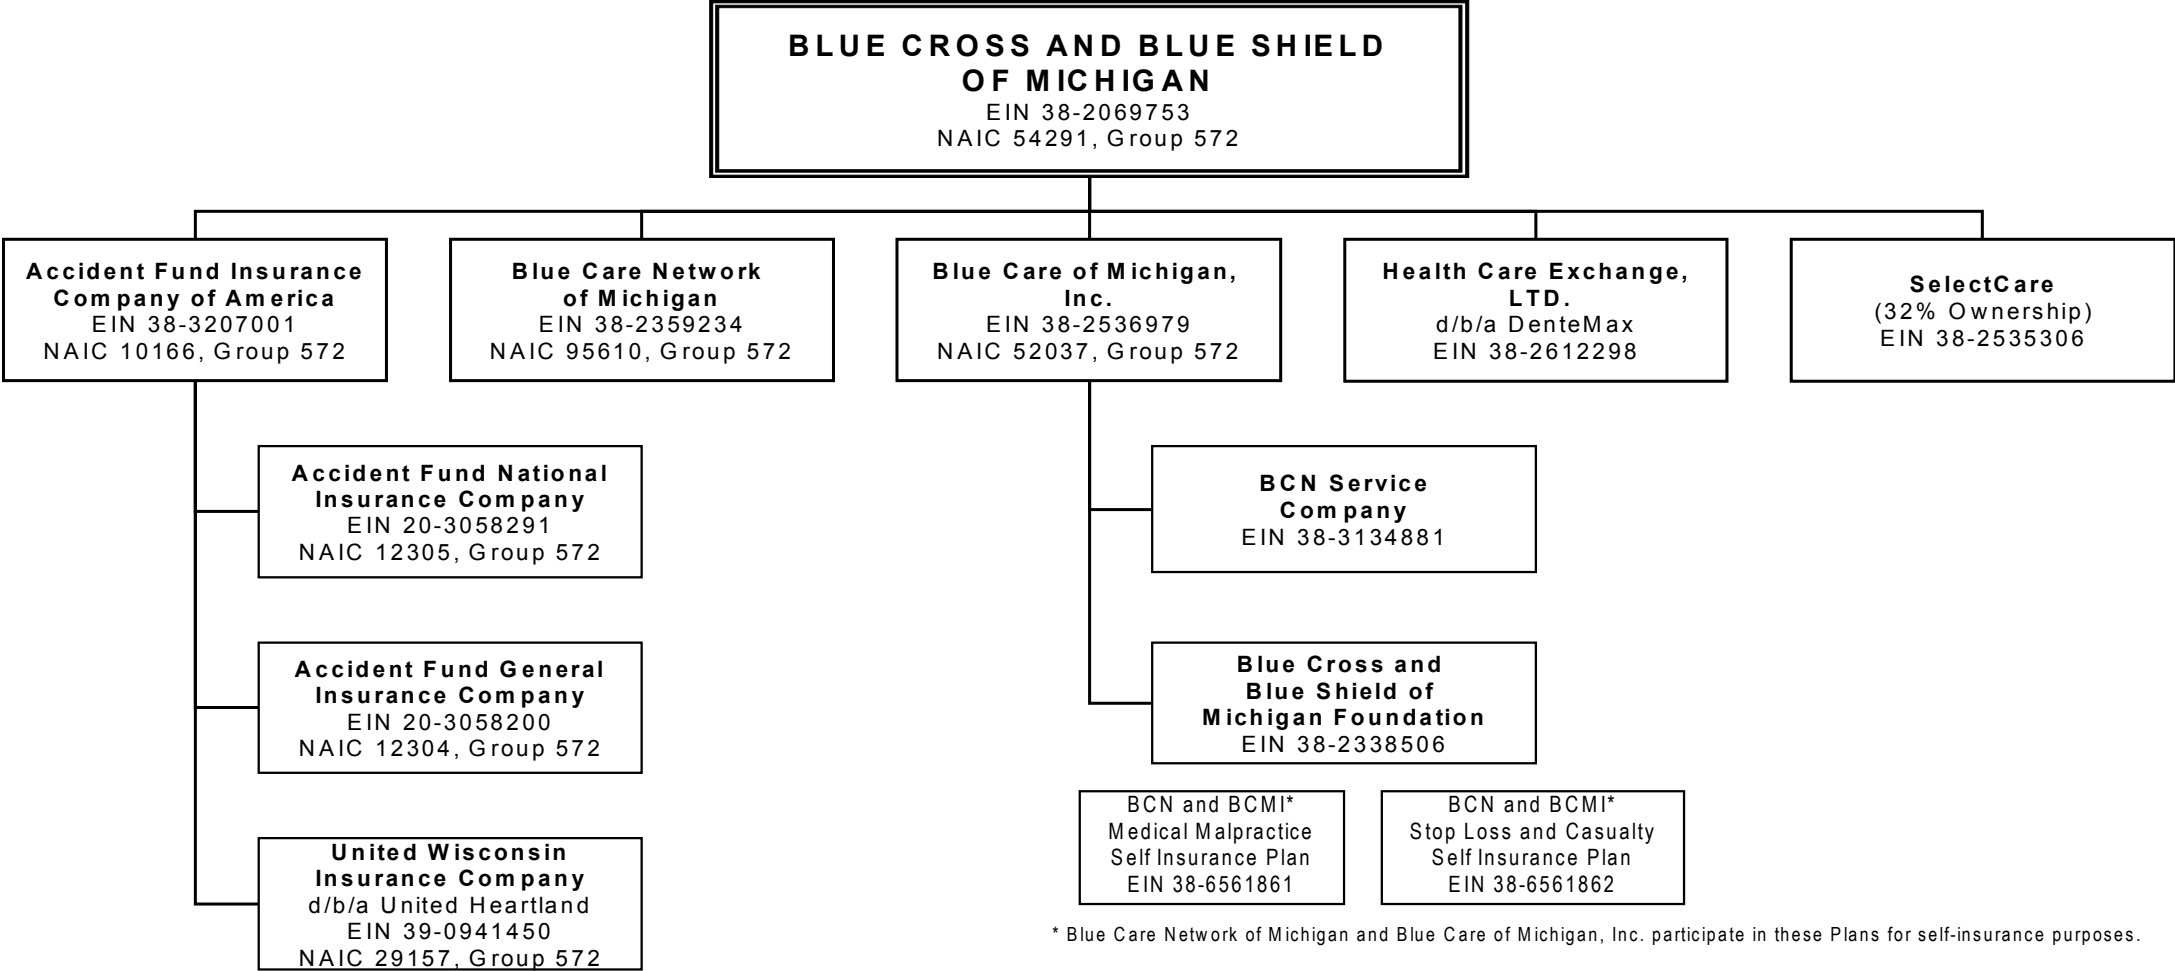 BLUE CROSS AND BLUE SHIELD
OF MICHIGAN
EIN 38-2069753
NAIC 54291, Group 572
Accident Fund Insurance
Company of America
EIN 38-3207001
NAIC 10166, Group 572
Blue Care Network
of Michigan
EIN 38-2359234
NAIC 95610, Group 572
Blue Care of Michigan,
Inc.
EIN 38-2536979
NAIC 52037, Group 572
Health Care Exchange,
LTD.
d/b/a DenteMax
EIN 38-2612298
SelectCare
(32% Ownership)
EIN 38-2535306
Accident Fund National
Insurance Company
EIN 20-3058291
NAIC 12305, Group 572
Accident Fund General
Insurance Company
EIN 20-3058200
NAIC 12304, Group 572
United Wisconsin
Insurance Company
d/b/a United Heartland
EIN 39-0941450
NAIC 29157, Group 572
BCN Service
Company
EIN 38-3134881
Blue Cross and
Blue Shield of
Michigan Foundation
EIN 38-2338506
BCN and BCMI*
Medical Malpractice
Self Insurance Plan
EIN 38-6561861
BCN and BCMI*
Stop Loss and Casualty
Self Insurance Plan
EIN 38-6561862
* Blue Care Network of Michigan and Blue Care of Michigan, Inc. participate in these Plans for self-insurance purposes.